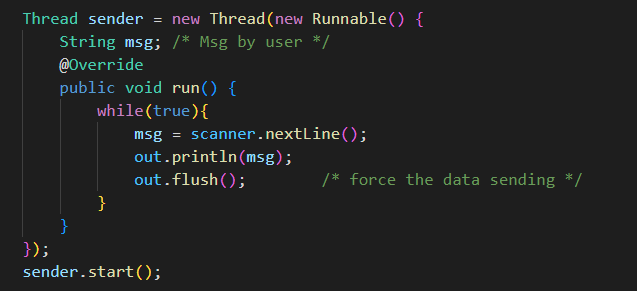 Thread sender = new Thread(new Runnable() {
    String msg; /* Msg by user */
    @Override
    public void run() {
        while(true){
            msg = scanner.nextLine();
            out.println(msg);
            out.flush();        /* force the data sending */
        }
    }
});
sender.start();